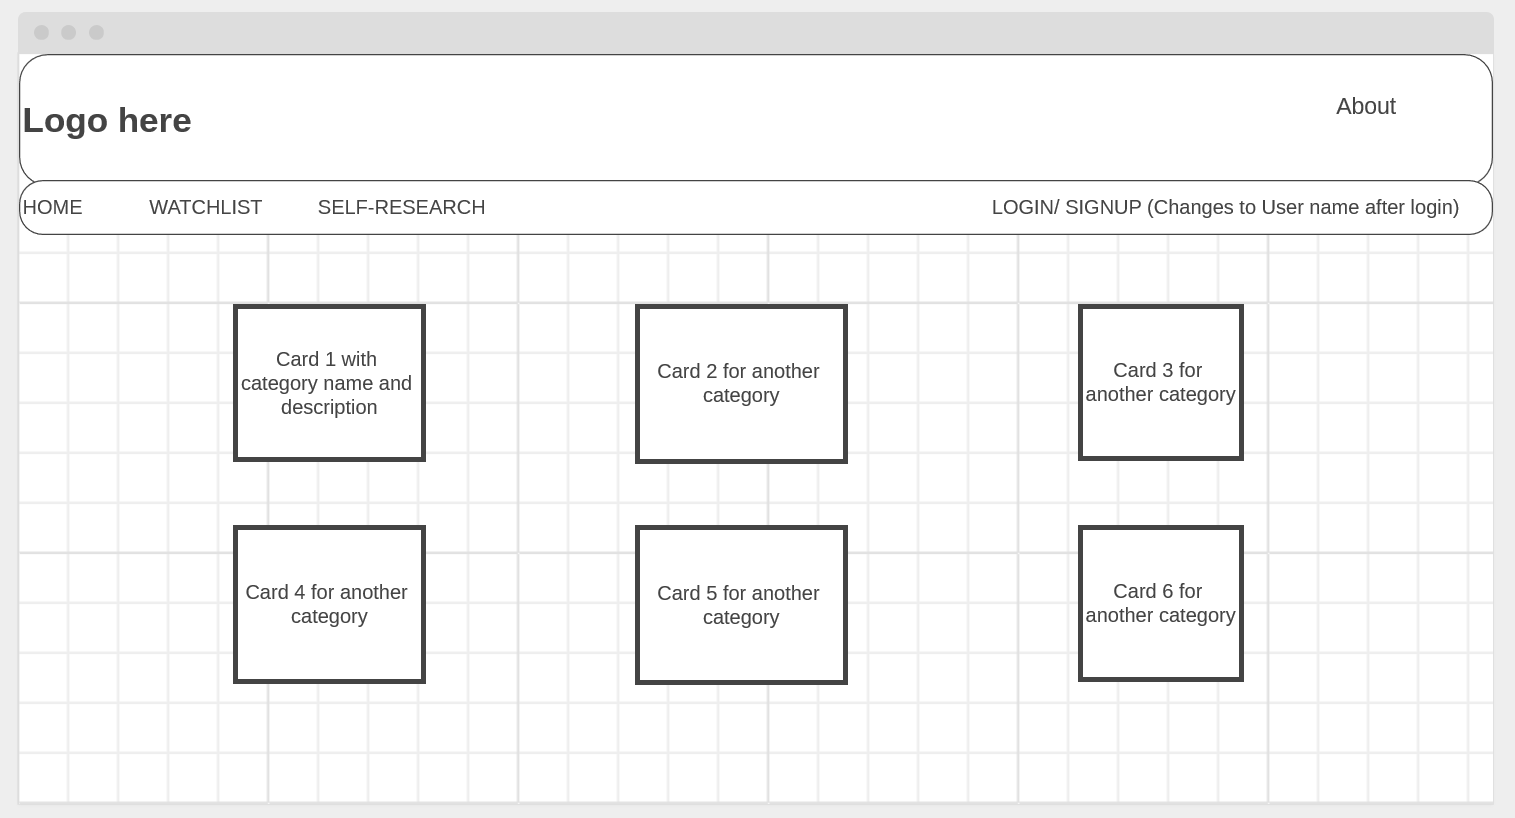 Logo here
About
HOME
WATCHLIST
SELF-RESEARCH
LOGIN/ SIGNUP (Changes to User name after login)
Card 1 with
category name and
description
Card 2 for another
category
Card 3 for
another category
Card 4 for another
category
Card 5 for another
category
Card 6 for
another category